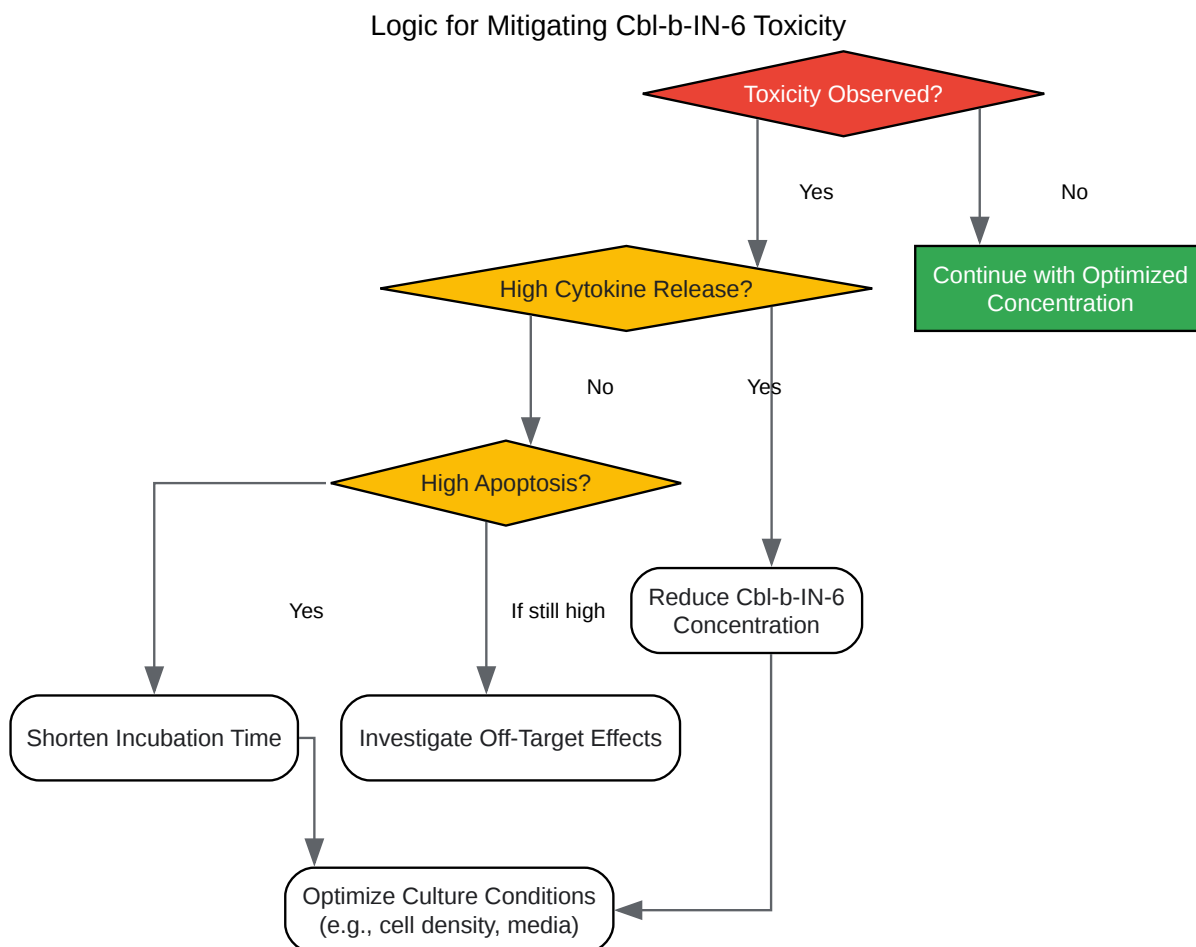 Logic for Mitigating Cbl-b-IN-6 Toxicity
Toxicity Observed?
Yes
No
High Cytokine Release?
Continue with Optimized
Concentration
No
Yes
High Apoptosis?
Yes
If still high
Reduce Cbl-b-IN-6
Concentration
Shorten Incubation Time
Investigate Off-Target Effects
Optimize Culture Conditions
(e.g., cell density, media)